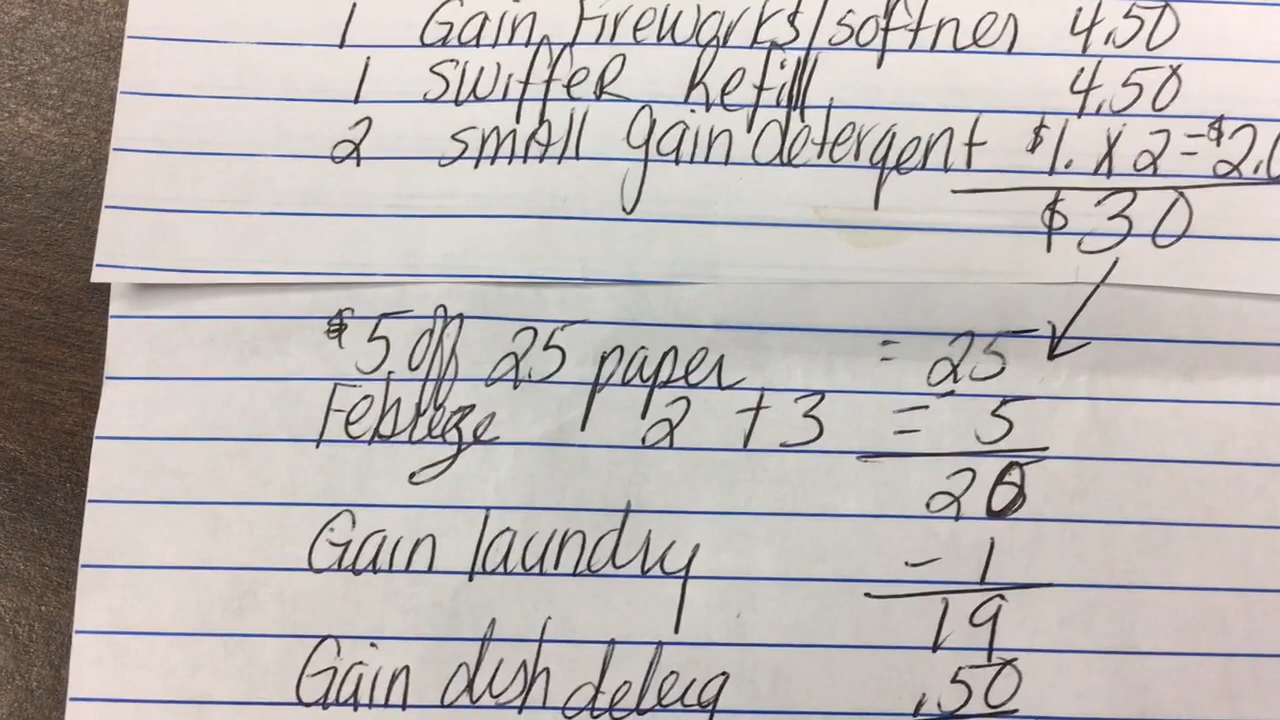 1 Gain Fireworks/softner 4.50
1 SWiffeR Refill. 4.50
2 small gain detergent $1. x 2 = $2.0
$30
$5. off 25 paper = 25
Febreze 2 + 3 = 5
20
Gain laundry - 1
19
Gain dish deterg .50